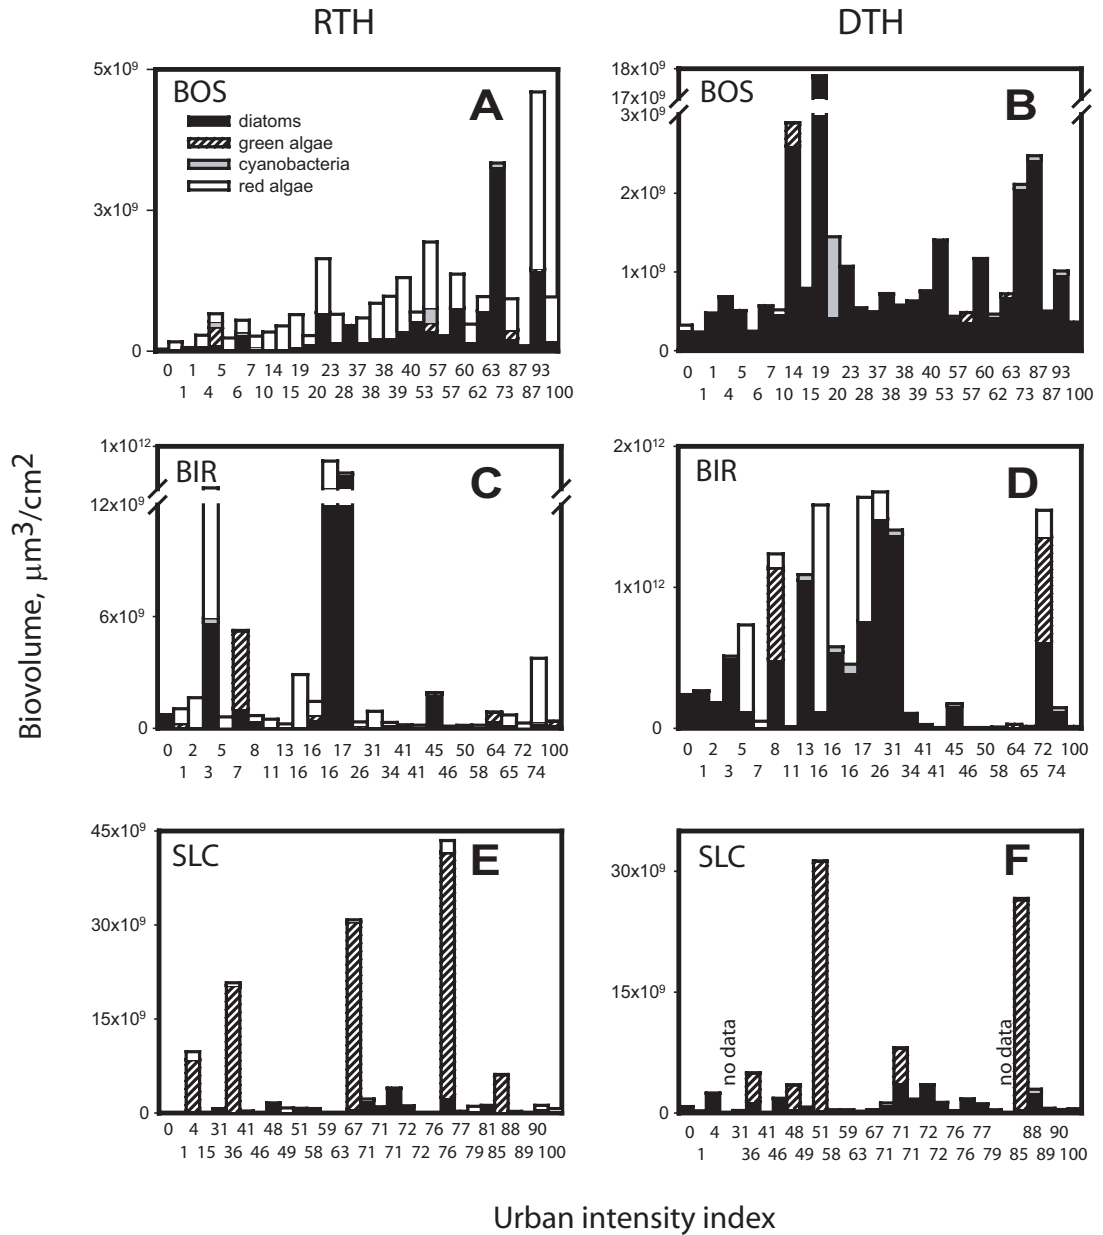 RTH
DTH
Biovolume, μm³/cm²
BOS
A
diatoms
green algae
cyanobacteria
red algae
5x10⁹
3x10⁹
0
0 1 5 7 14 19 23 37 38 40 57 60 63 87 93
1 4 6 10 15 20 28 38 39 53 57 62 73 87 100
BOS
B
18x10⁹
17x10⁹
3x10⁹
2x10⁹
1x10⁹
0
0 1 5 7 14 19 23 37 38 40 57 60 63 87 93
1 4 6 10 15 20 28 38 39 53 57 62 73 87 100
BIR
C
1x10¹²
12x10⁹
6x10⁹
0
0 2 5 8 13 16 17 31 41 45 50 64 72 100
1 3 7 11 16 16 26 34 41 46 58 65 74
BIR
D
2x10¹²
1x10¹²
0
0 2 5 8 13 16 17 31 41 45 50 64 72 100
1 3 7 11 16 16 26 34 41 46 58 65 74
SLC
E
45x10⁹
30x10⁹
15x10⁹
0
0 4 31 41 48 51 59 67 71 72 76 77 81 88 90
1 15 36 46 49 58 63 71 71 72 76 79 85 89 100
SLC
F
30x10⁹
15x10⁹
0
no data
no data
0 4 31 41 48 51 59 67 71 72 76 77 88 90
1 36 46 49 58 63 71 71 72 76 79 85 89 100
Urban intensity index